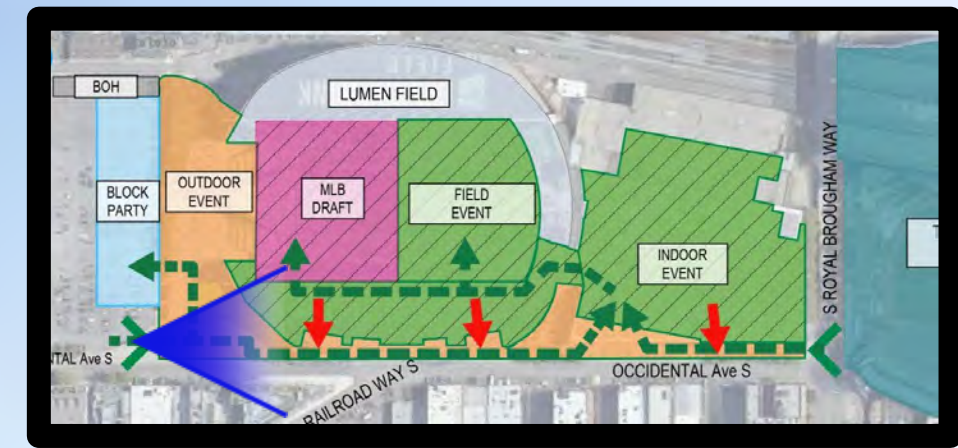 BOH
LUMEN FIELD
BLOCK
PARTY
OUTDOOR
EVENT
MLB
DRAFT
FIELD
EVENT
INDOOR
EVENT
S ROYAL BROUGHAM WAY
T
NTAL Ave S
RAILROAD WAY S
OCCIDENTAL Ave S